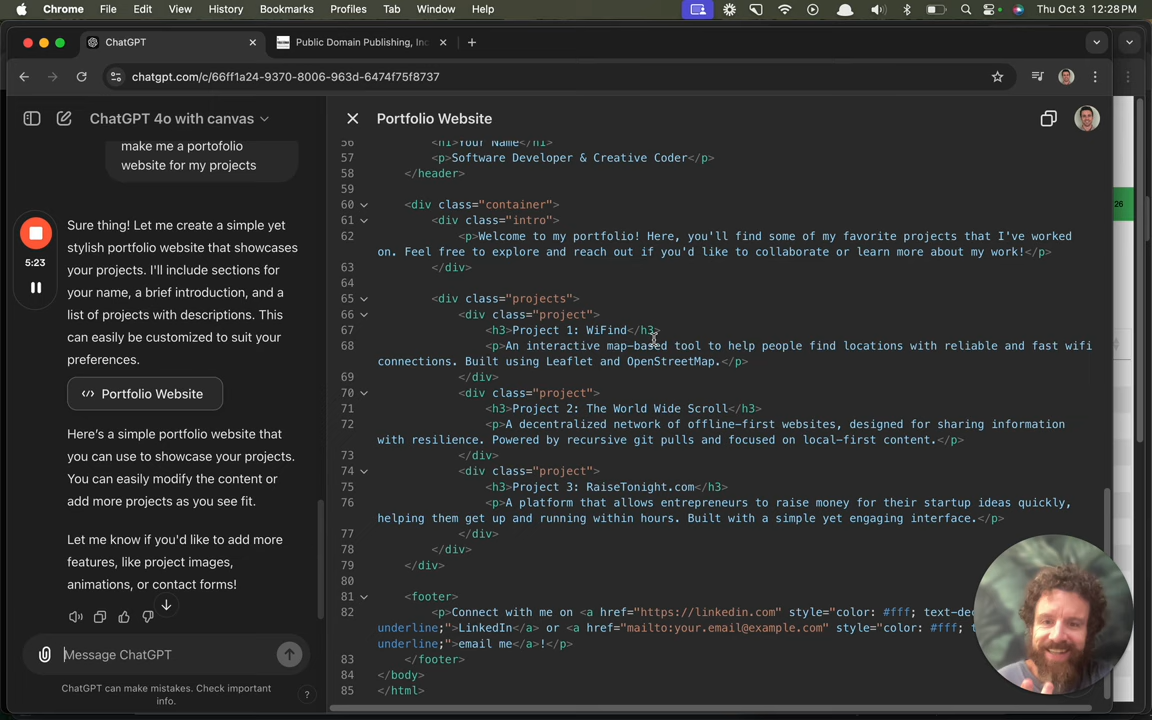 Chrome File Edit View History Bookmarks Profiles Tab Window Help Thu Oct 3 12:28 PM
ChatGPT
Public Domain Publishing, Inc
chatgpt.com/c/66ff1a24-9370-8006-963d-6474f75f8737
ChatGPT 4o with canvas
make me a portofolio
website for my projects
Sure thing! Let me create a simple yet
stylish portfolio website that showcases
your projects. I'll include sections for
your name, a brief introduction, and a
list of projects with descriptions. This
can easily be customized to suit your
preferences.
5:23
Portfolio Website
Here's a simple portfolio website that
you can use to showcase your projects.
You can easily modify the content or
add more projects as you see fit.
Let me know if you'd like to add more
features, like project images,
animations, or contact forms!
Message ChatGPT
ChatGPT can make mistakes. Check important
info.
?
Portfolio Website
56 <h1>Your Name</h1>
57 <p>Software Developer & Creative Coder</p>
58 </header>
59
60 <div class="container">
61 <div class="intro">
62 <p>Welcome to my portfolio! Here, you'll find some of my favorite projects that I've worked
on. Feel free to explore and reach out if you'd like to collaborate or learn more about my work!</p>
63 </div>
64
65 <div class="projects">
66 <div class="project">
67 <h3>Project 1: WiFind</h3>
68 <p>An interactive map-based tool to help people find locations with reliable and fast wifi
connections. Built using Leaflet and OpenStreetMap.</p>
69 </div>
70 <div class="project">
71 <h3>Project 2: The World Wide Scroll</h3>
72 <p>A decentralized network of offline-first websites, designed for sharing information
with resilience. Powered by recursive git pulls and focused on local-first content.</p>
73 </div>
74 <div class="project">
75 <h3>Project 3: RaiseTonight.com</h3>
76 <p>A platform that allows entrepreneurs to raise money for their startup ideas quickly,
helping them get up and running within hours. Built with a simple yet engaging interface.</p>
77 </div>
78 </div>
79 </div>
80
81 <footer>
82 <p>Connect with me on <a href="https://linkedin.com" style="color: #fff; text-dec
underline;">LinkedIn</a> or <a href="mailto:your.email@example.com" style="color: #fff; t
underline;">email me</a>!</p>
83 </footer>
84 </body>
85 </html>
26